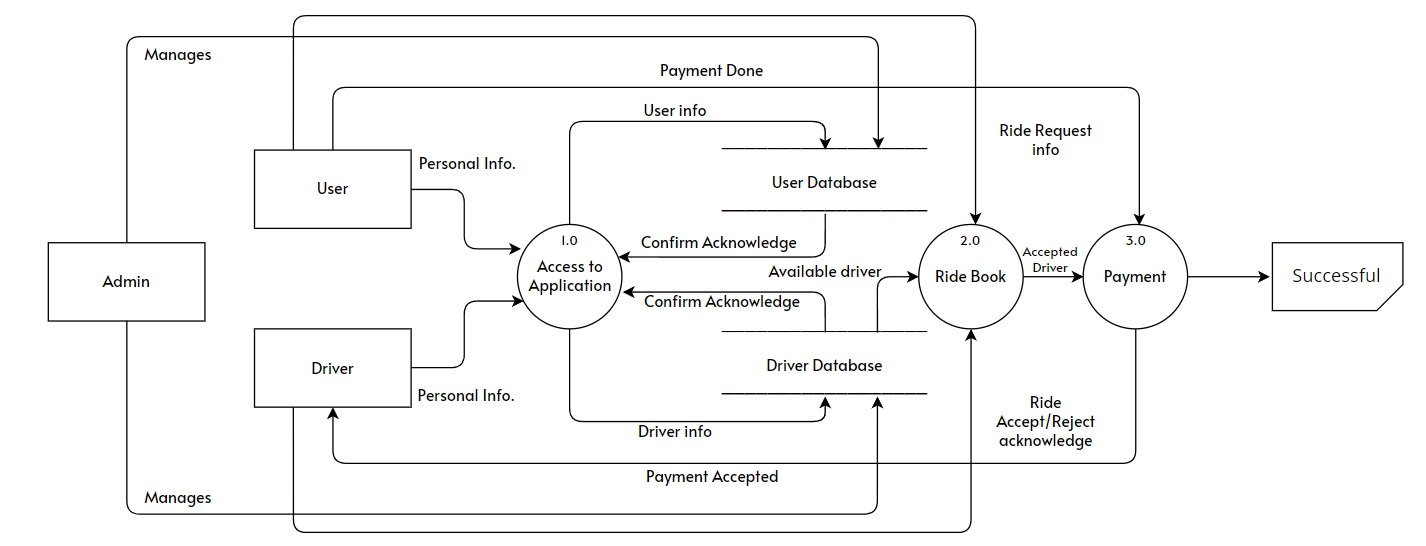 Manages
Payment Done
User info
Ride Request
info
Personal Info.
User
User Database
1.0
Access to
Application
Confirm Acknowledge
2.0
Ride Book
Accepted
Driver
3.0
Payment
Successful
Admin
Available driver
Confirm Acknowledge
Driver
Driver Database
Personal Info.
Driver info
Ride
Accept/Reject
acknowledge
Payment Accepted
Manages